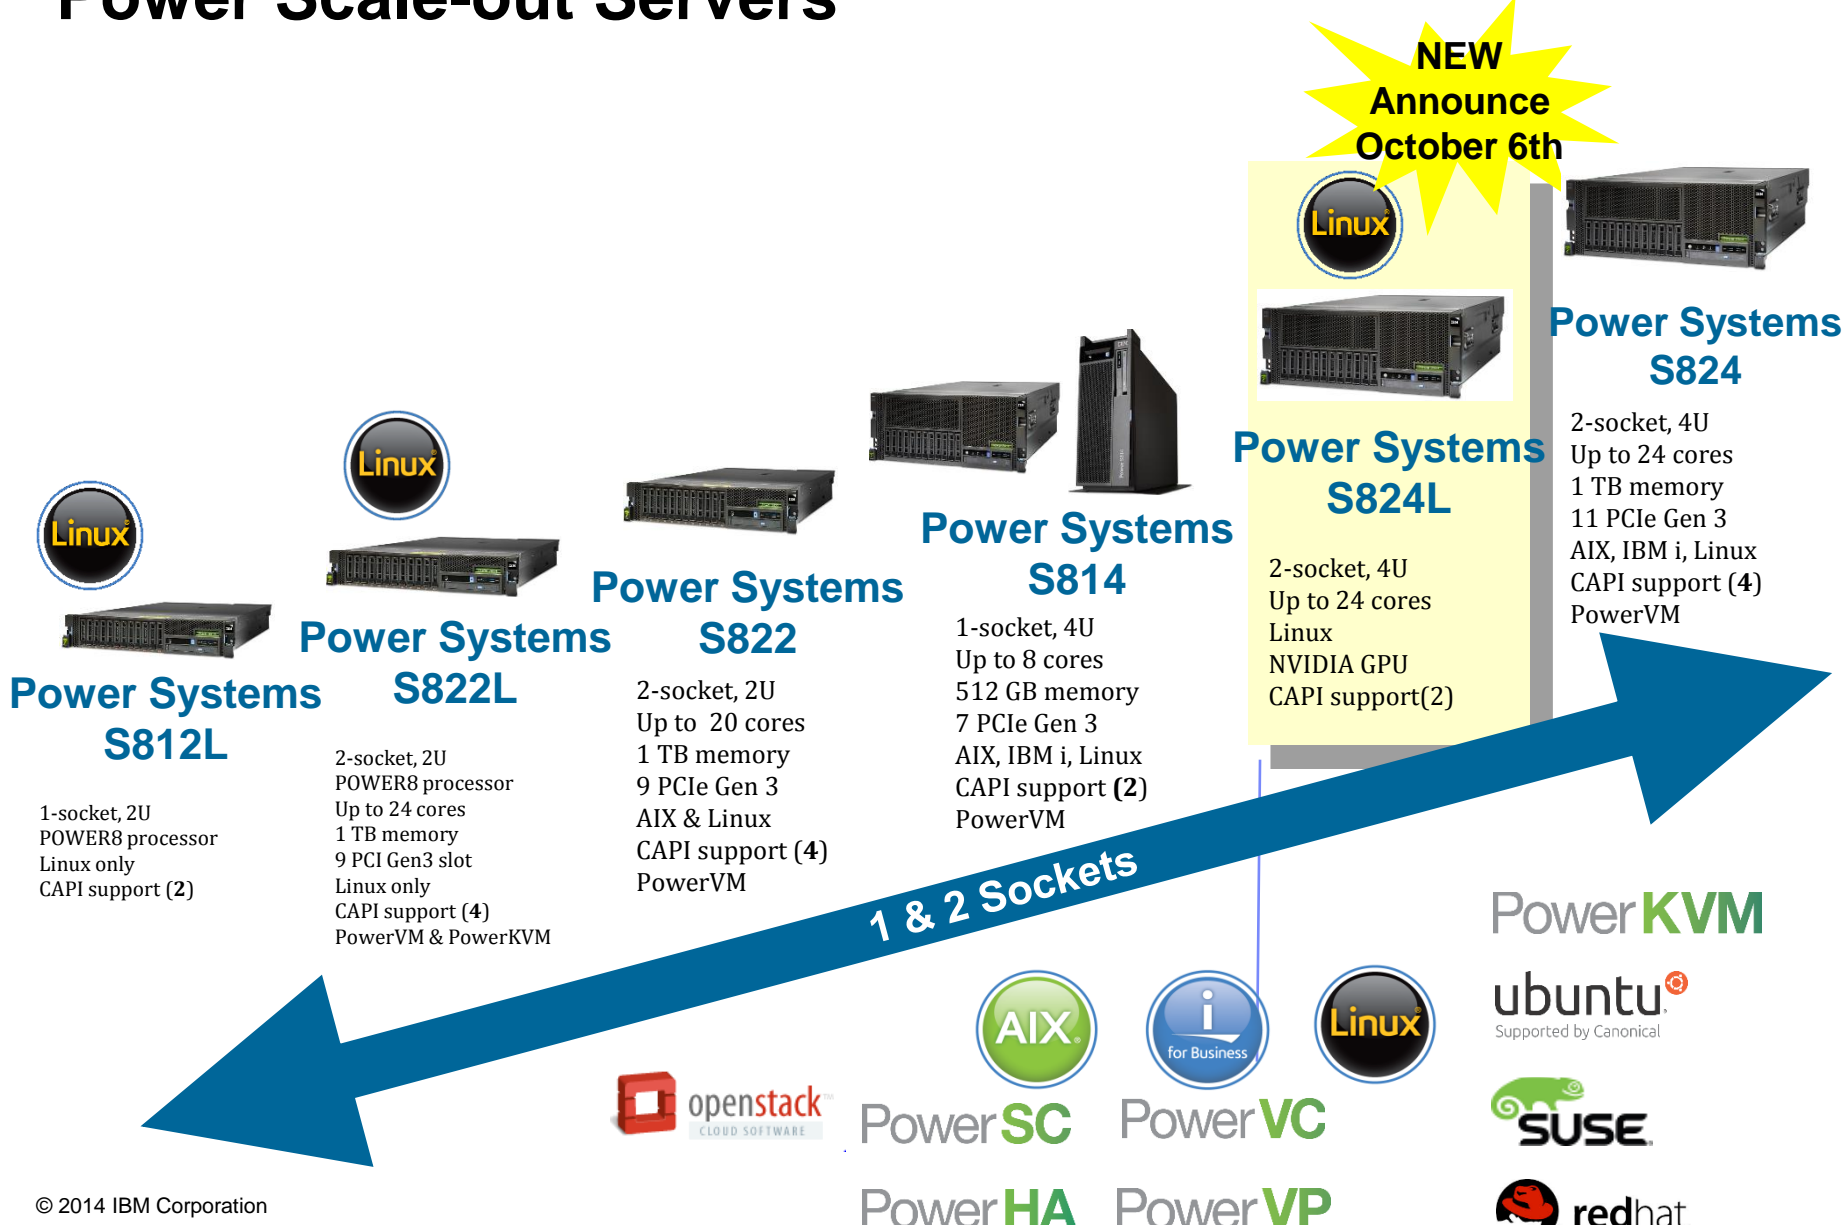 Power Scale-out Servers
NEW
Announce
October 6th
Linux
Power Systems
S812L
1-socket, 2U
POWER8 processor
Linux only
CAPI support (2)
Linux
Power Systems
S822L
2-socket, 2U
POWER8 processor
Up to 24 cores
1 TB memory
9 PCI Gen3 slot
Linux only
CAPI support (4)
PowerVM & PowerKVM
Power Systems
S822
2-socket, 2U
Up to  20 cores
1 TB memory
9 PCIe Gen 3
AIX & Linux
CAPI support (4)
PowerVM
Power Systems
S814
1-socket, 4U
Up to 8 cores
512 GB memory
7 PCIe Gen 3
AIX, IBM i, Linux
CAPI support (2)
PowerVM
Linux
Power Systems
S824L
2-socket, 4U
Up to 24 cores
Linux
NVIDIA GPU
CAPI support(2)
Power Systems
S824
2-socket, 4U
Up to 24 cores
1 TB memory
11 PCIe Gen 3
AIX, IBM i, Linux
CAPI support (4)
PowerVM
1 & 2 Sockets
PowerKVM
AIX
i
for Business
Linux
ubuntu
Supported by Canonical
openstack
CLOUD SOFTWARE
PowerSC
PowerVC
SUSE
PowerHA
PowerVP
redhat
© 2014 IBM Corporation